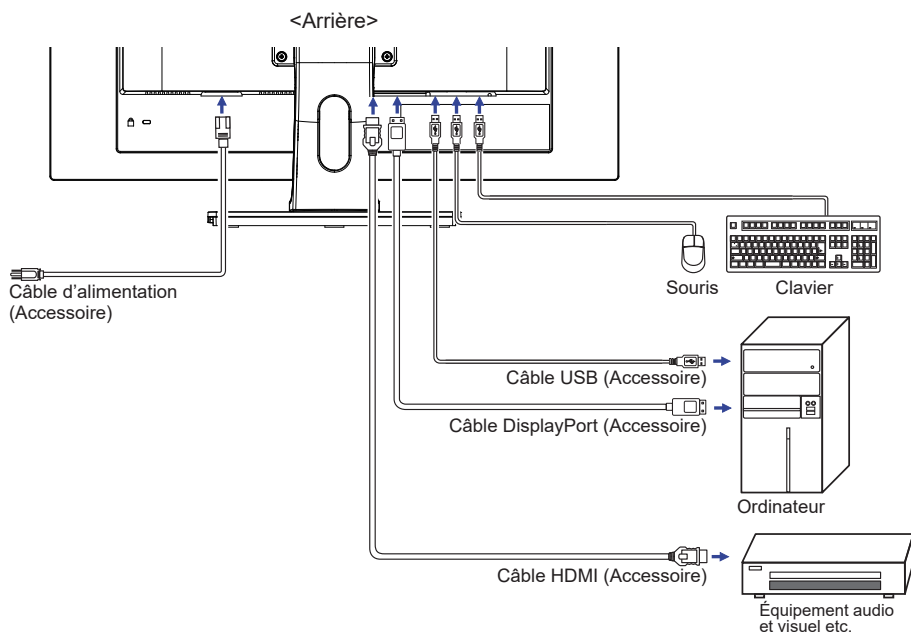 <Arrière>
Câble d’alimentation
(Accessoire)
Souris
Clavier
Câble USB (Accessoire)
Câble DisplayPort (Accessoire)
Ordinateur
Câble HDMI (Accessoire)
Équipement audio
et visuel etc.